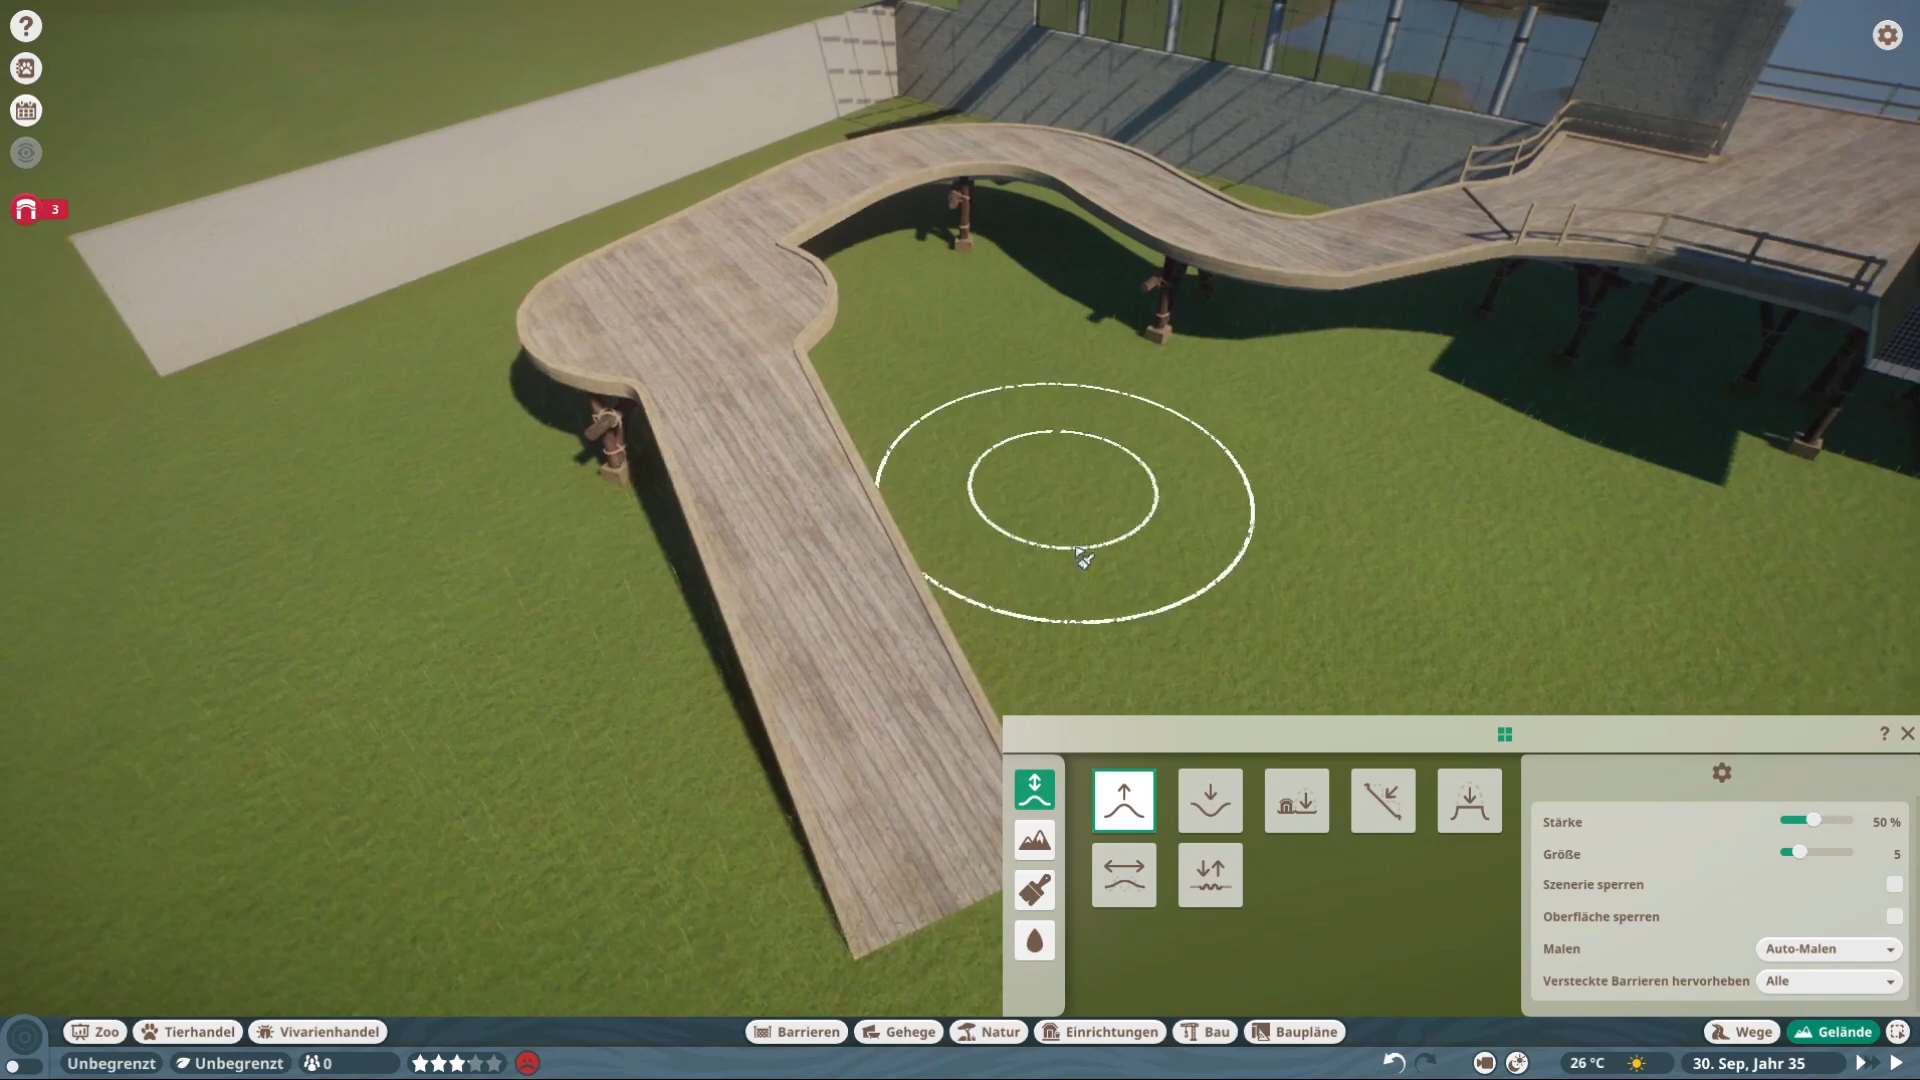 ?
3
?
Stärke 50 %
Größe 5
Szenerie sperren
Oberfläche sperren
Malen Auto-Malen
Versteckte Barrieren hervorheben Alle
Zoo Tierhandel Vivarienhandel Barrieren Gehege Natur Einrichtungen Bau Baupläne Wege Gelände
Unbegrenzt Unbegrenzt 0 26 °C 30. Sep, Jahr 35